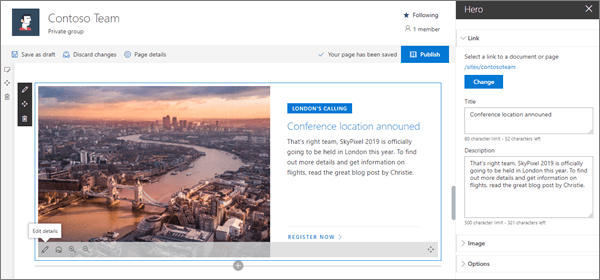 Contoso Team
Private group
Following
1 member
Hero
Save as draft
Discard changes
Page details
Your page has been saved
Publish
Link
Select a link to a document or page
/sites/contosoteam
Change
Title
Conference location announed
60 character limit - 32 characters left
Description
That's right team, SkyPixel 2019 is officially
going to be held in London this year. To find
out more details and get information on
flights, read the great blog post by Christie.
500 character limit - 321 characters left
Image
Options
LONDON'S CALLING
Conference location announed
That's right team, SkyPixel 2019 is officially
going to be held in London this year. To find
out more details and get information on
flights, read the great blog post by Christie.
REGISTER NOW
Edit details